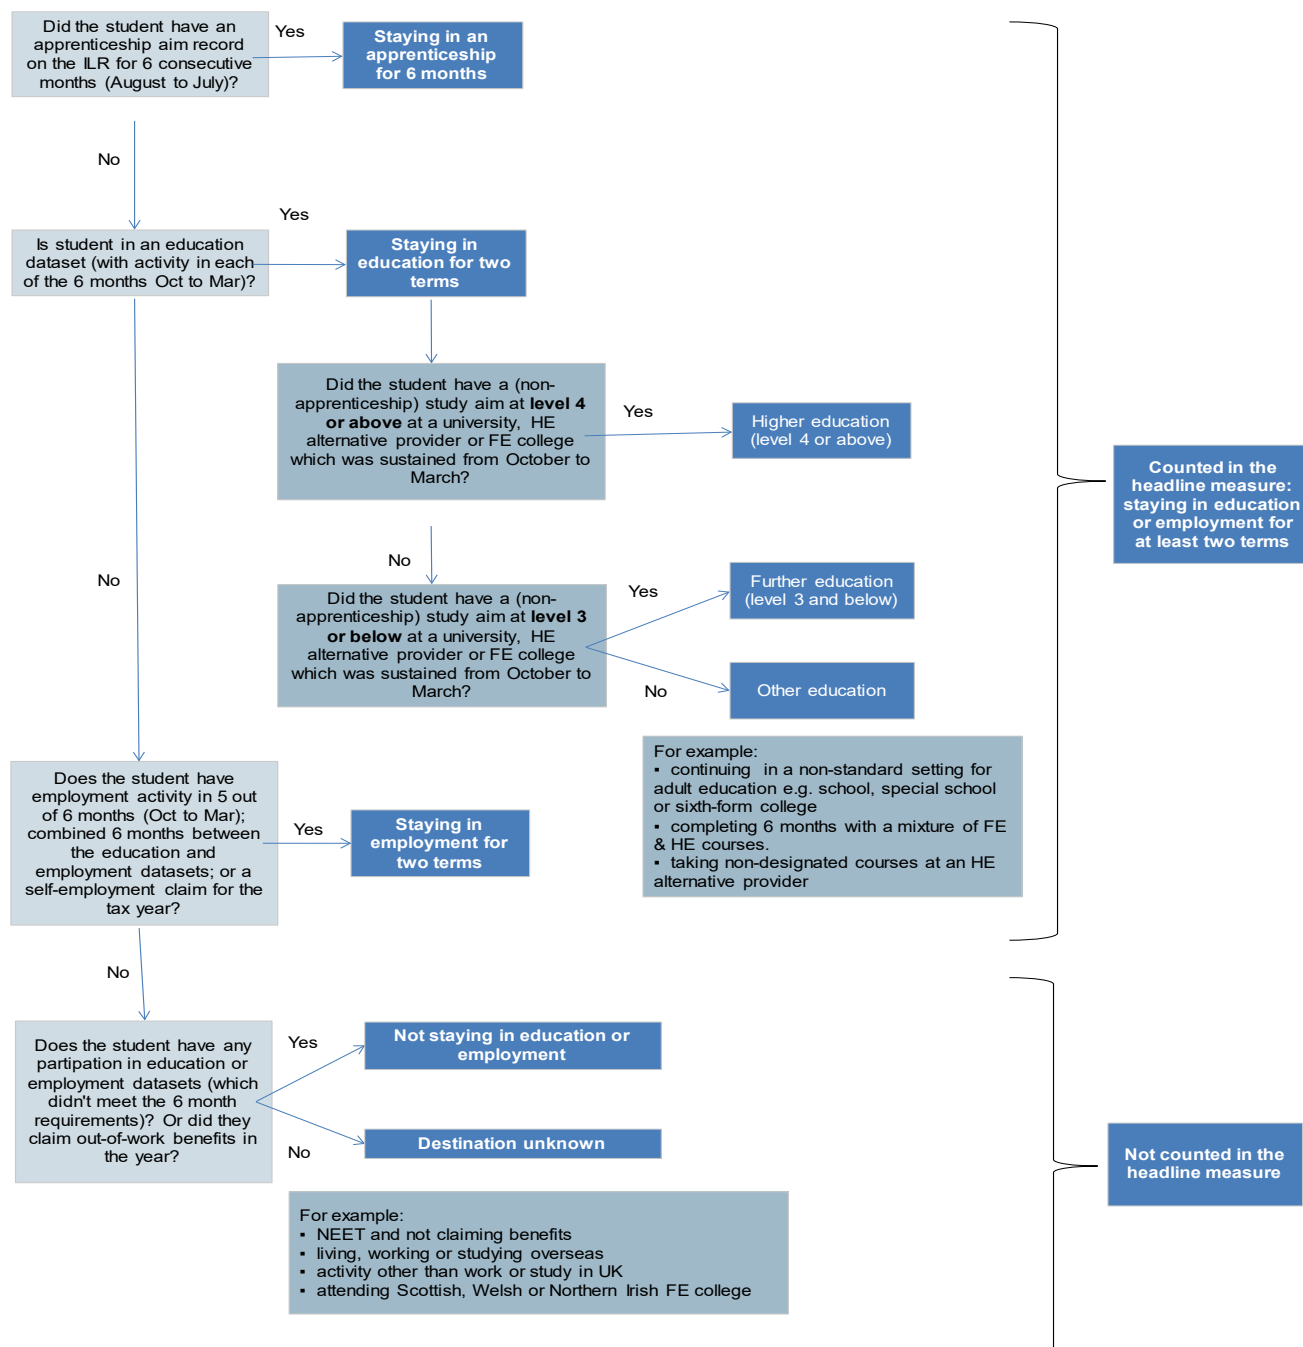 Did the student have an
apprenticeship aim record
on the ILR for 6 consecutive
months (August to July)?
Yes
Staying in an
apprenticeship
for 6 months
No
Is student in an education
dataset (with activity in each
of the 6 months Oct to Mar)?
Yes
Staying in
education for two
terms
Did the student have a (non-
apprenticeship) study aim at level 4
or above at a university, HE
alternative provider or FE college
which was sustained from October to
March?
Yes
Higher education
(level 4 or above)
No
Did the student have a (non-
apprenticeship) study aim at level 3
or below at a university, HE
alternative provider or FE college
which was sustained from October to
March?
Yes
Further education
(level 3 and below)
No
Other education
For example:
▪ continuing in a non-standard setting for
adult education e.g. school, special school
or sixth-form college
▪ completing 6 months with a mixture of FE
& HE courses.
▪ taking non-designated courses at an HE
alternative provider
No
Does the student have
employment activity in 5 out
of 6 months (Oct to Mar);
combined 6 months between
the education and
employment datasets; or a
self-employment claim for the
tax year?
Yes
Staying in
employment for
two terms
Counted in the
headline measure:
staying in education
or employment for
at least two terms
No
Does the student have any
partipation in education or
employment datasets (which
didn't meet the 6 month
requirements)? Or did they
claim out-of-work benefits in
the year?
Yes
Not staying in education or
employment
No
Destination unknown
For example:
▪ NEET and not claiming benefits
▪ living, working or studying overseas
▪ activity other than work or study in UK
▪ attending Scottish, Welsh or Northern Irish FE college
Not counted in the
headline measure